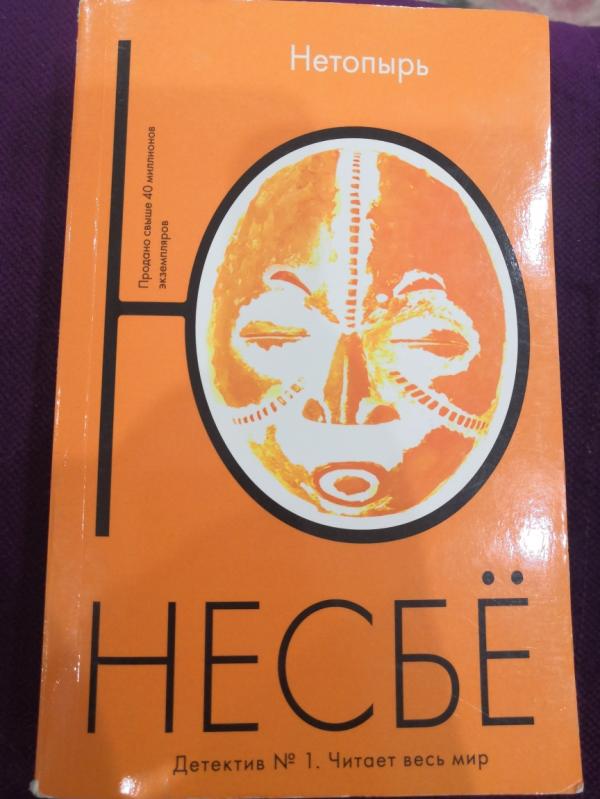 Нетопырь
Продано свыше 40 миллионов
экземпляров
Ю
НЕСБЁ
Детектив № 1. Читает весь мир